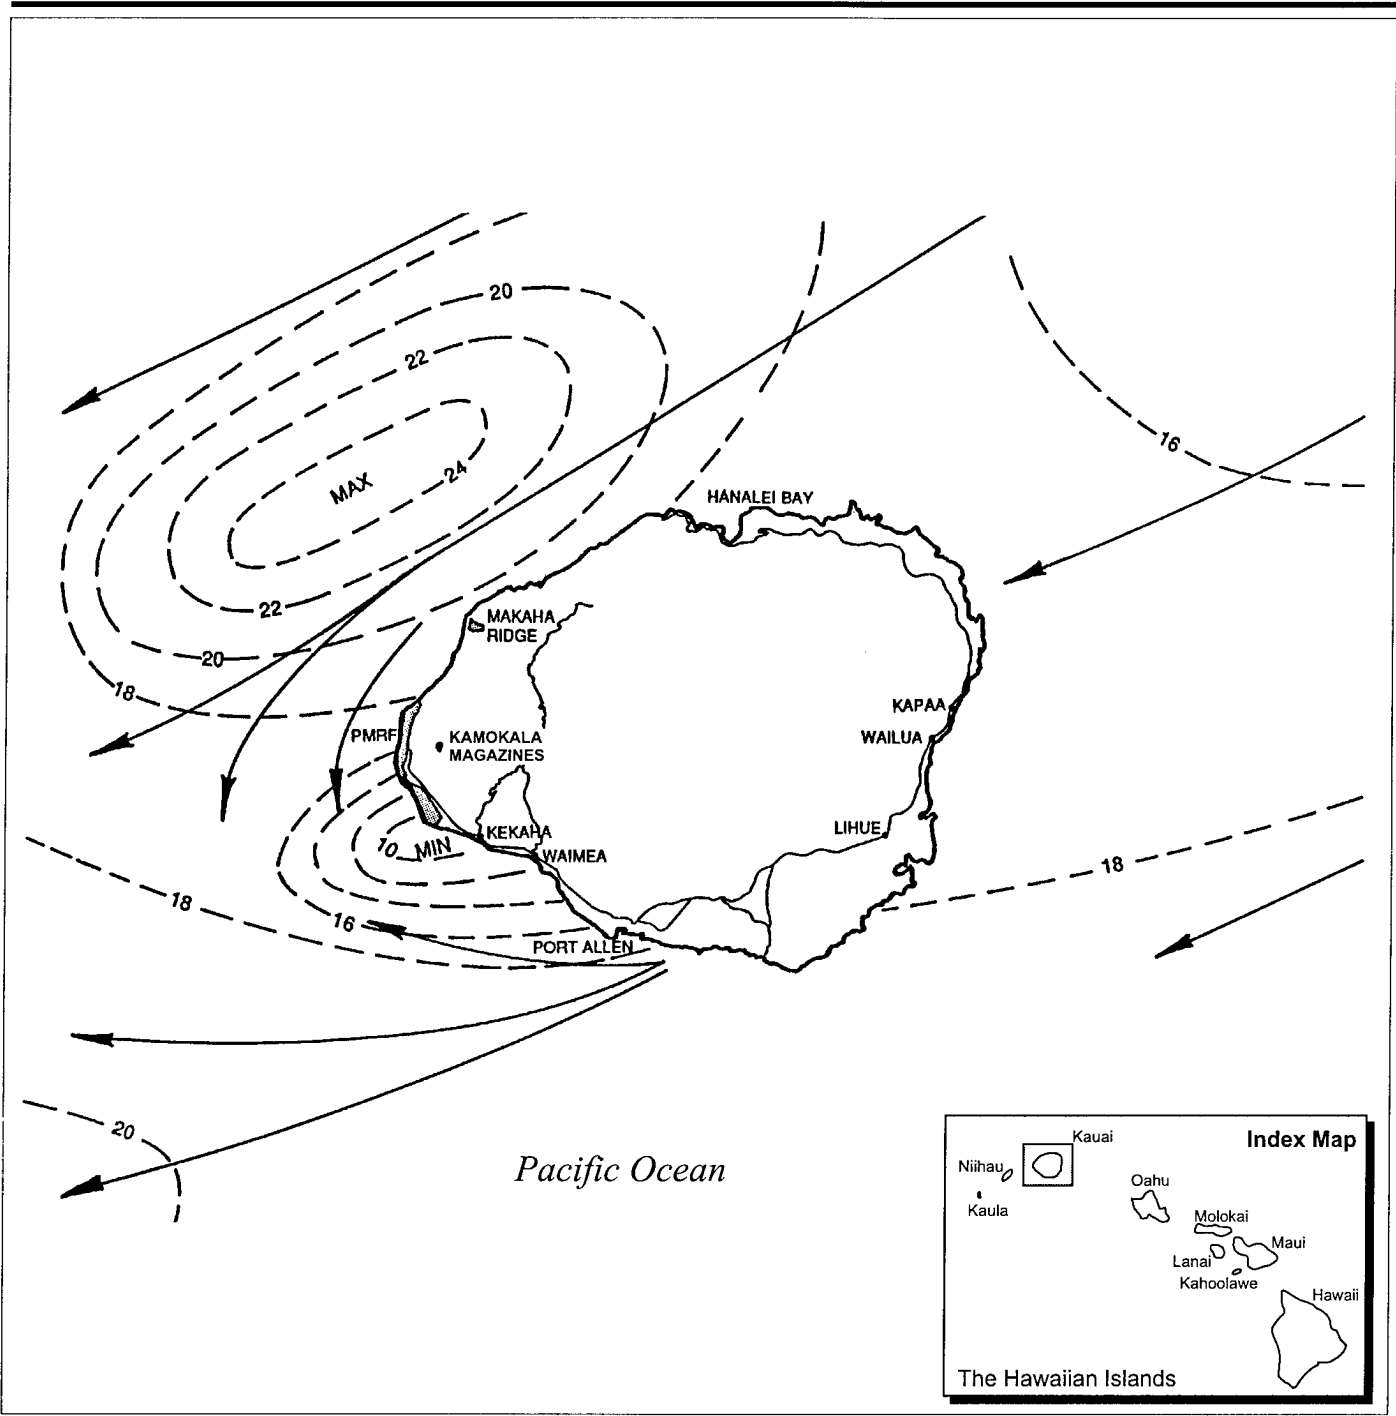 20
22
24
MAX
16
HANALEI BAY
22
MAKAHA
RIDGE
20
18
KAPAA
PMRF
KAMOKALA
MAGAZINES
WAILUA
10
MIN
KEKAHA
LIHUE
WAIMEA
18
18
16
PORT ALLEN
20
Pacific Ocean
Index Map
Kauai
Niihau
Kaula
Oahu
Molokai
Maui
Lanai
Kahoolawe
Hawaii
The Hawaiian Islands